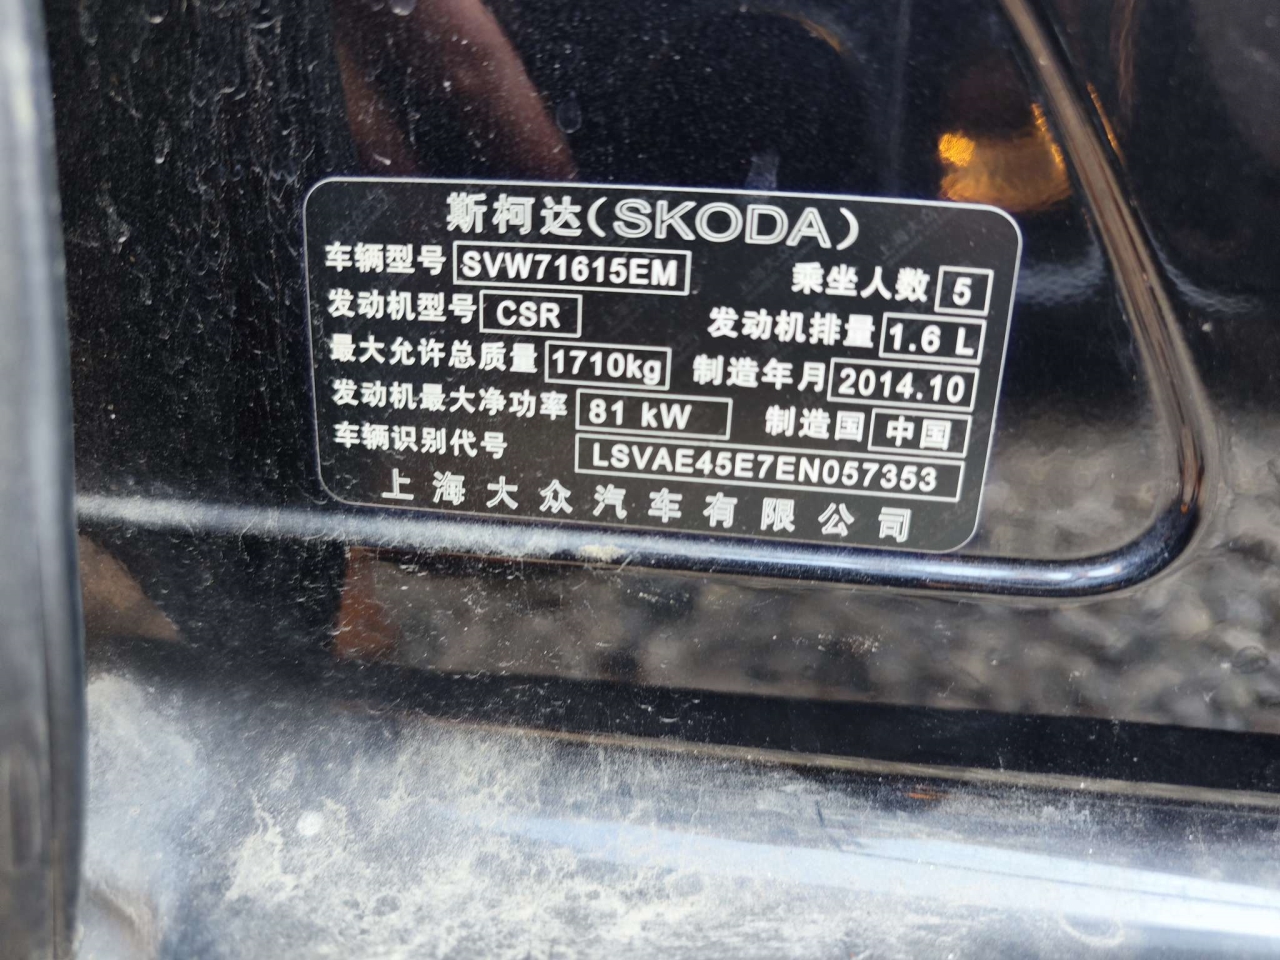 斯柯达(SKODA)
车辆型号 SVW71615EM 乘坐人数 5
发动机型号 CSR 发动机排量 1.6 L
最大允许总质量 1710kg 制造年月 2014.10
发动机最大净功率 81 kW 制造国 中国
车辆识别代号 LSVAE45E7EN057353
上海大众汽车有限公司